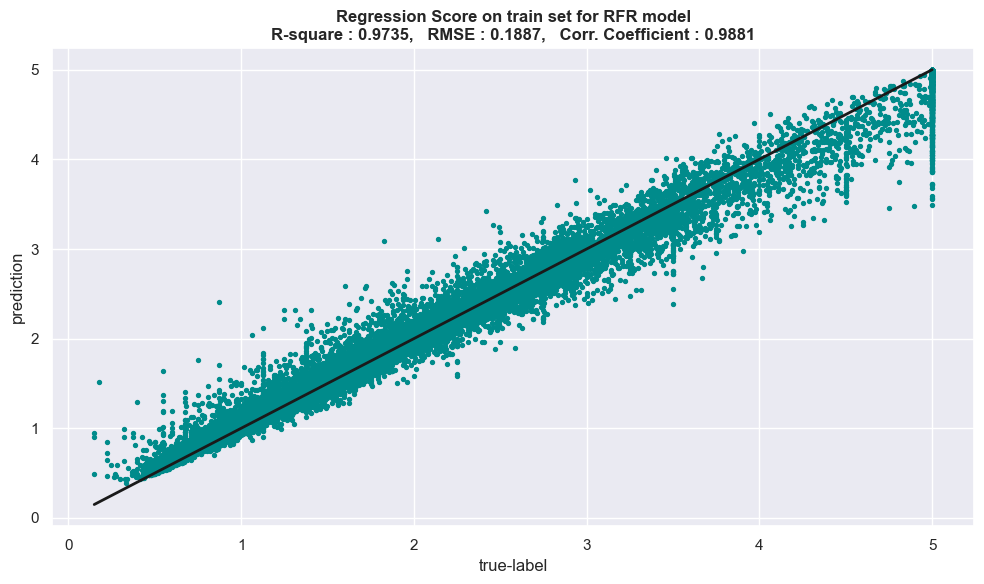 Regression Score on train set for RFR model
R-square : 0.9735,   RMSE : 0.1887,   Corr. Coefficient : 0.9881
5
4
3
2
1
0
prediction
0 1 2 3 4 5
true-label